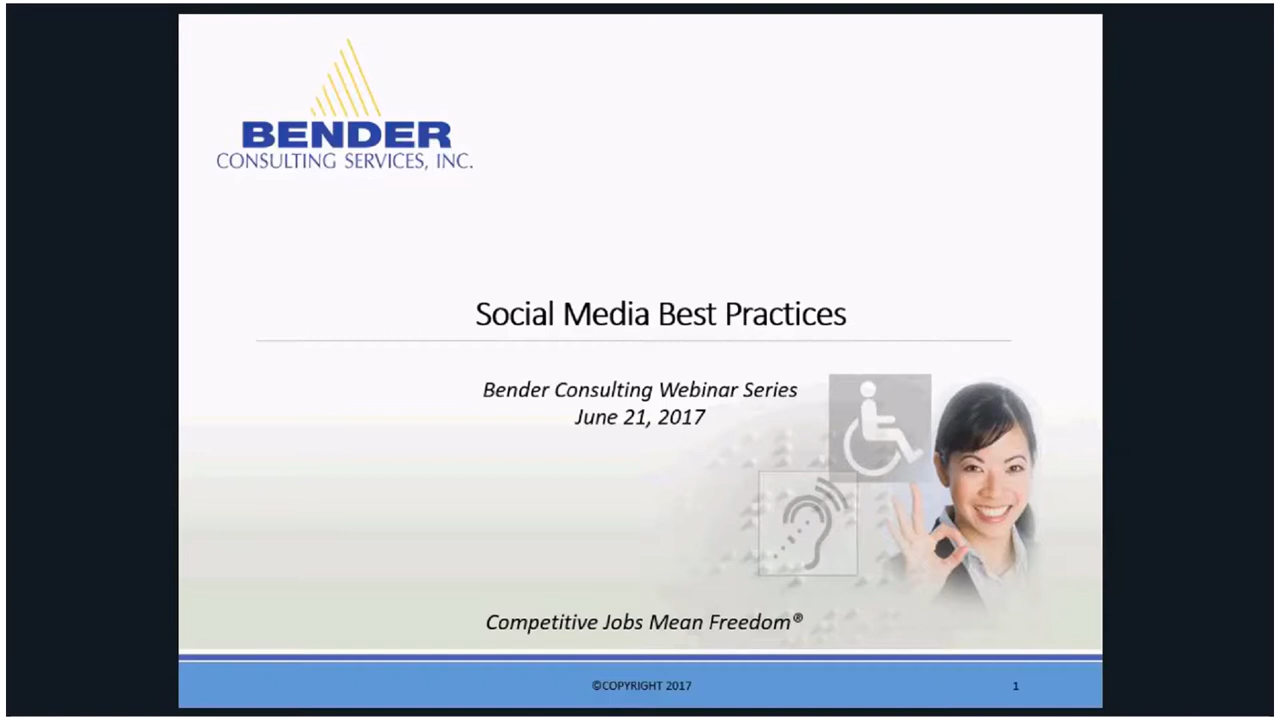 BENDER
CONSULTING SERVICES, INC.
Social Media Best Practices
Bender Consulting Webinar Series
June 21, 2017
Competitive Jobs Mean Freedom®
©COPYRIGHT 2017
1